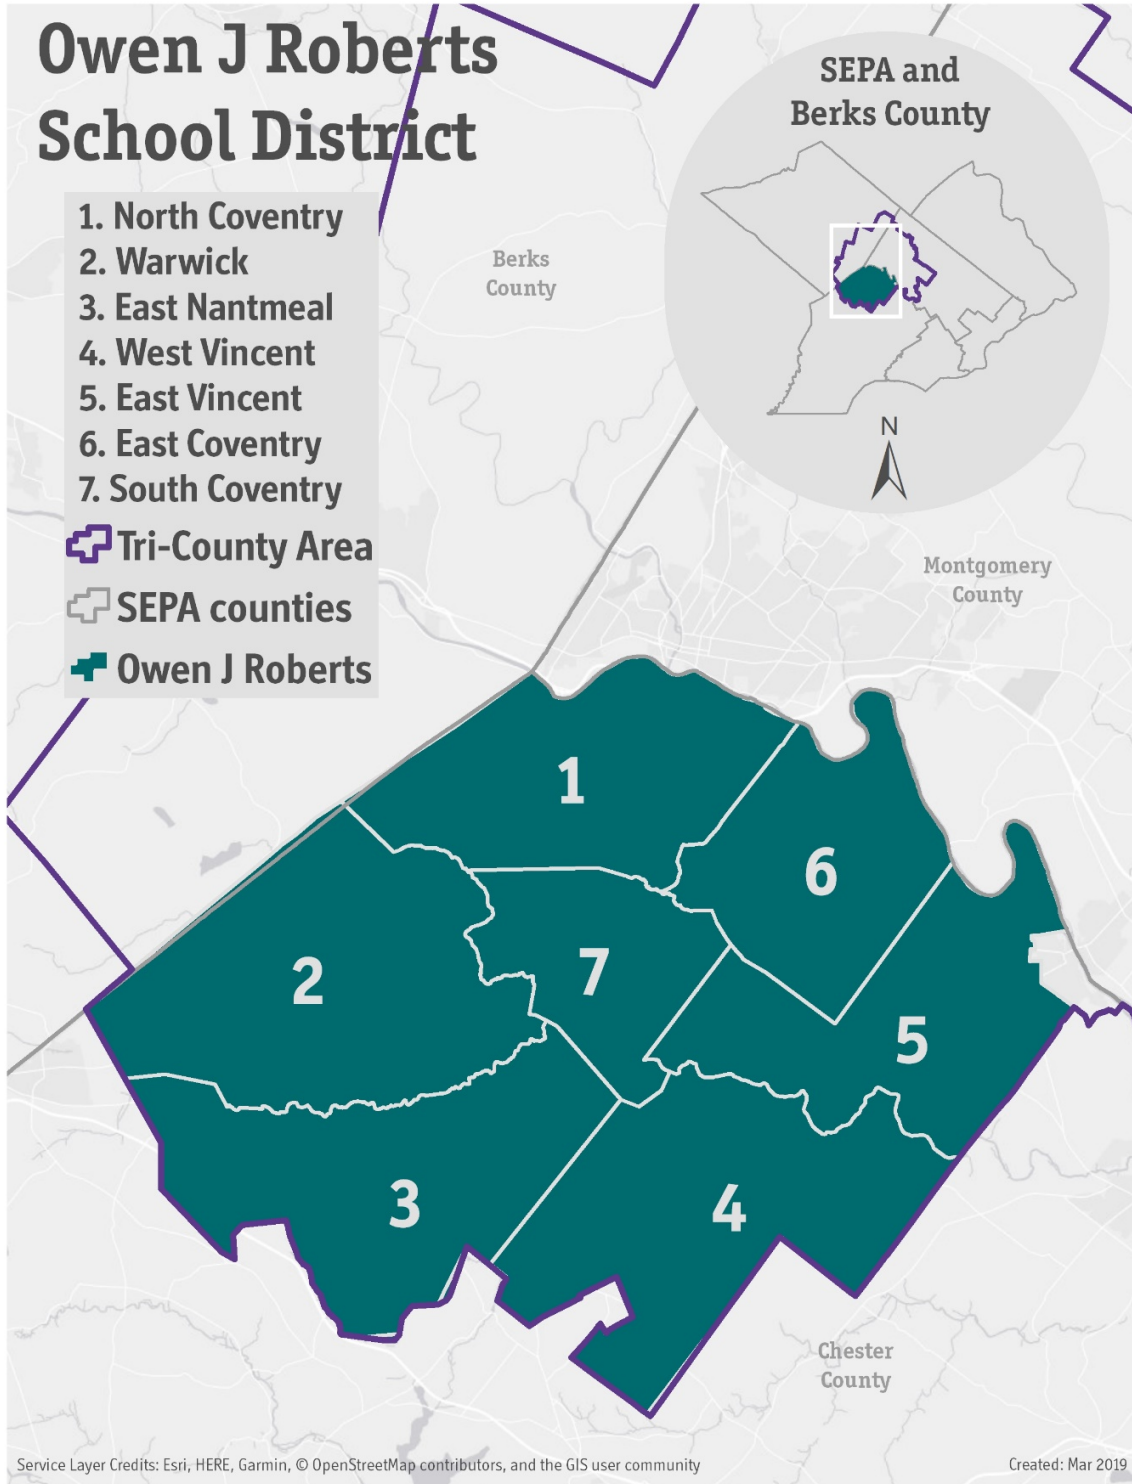 Owen J Roberts
School District
1. North Coventry
2. Warwick
3. East Nantmeal
4. West Vincent
5. East Vincent
6. East Coventry
7. South Coventry
Tri-County Area
SEPA counties
Owen J Roberts
SEPA and
Berks County
N
Berks
County
Montgomery
County
1
6
2
7
5
3
4
Chester
County
Service Layer Credits: Esri, HERE, Garmin, © OpenStreetMap contributors, and the GIS user community
Created: Mar 2019